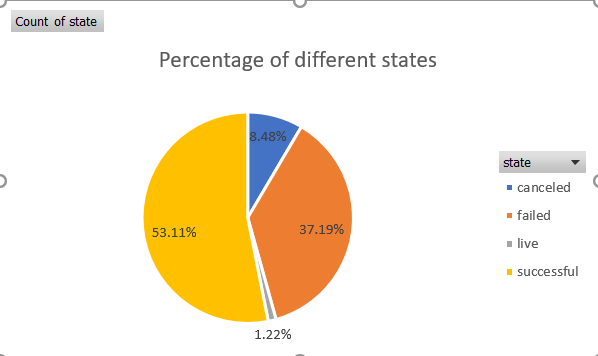 Count of state
Percentage of different states
8.48%
37.19%
53.11%
1.22%
state
canceled
failed
live
successful